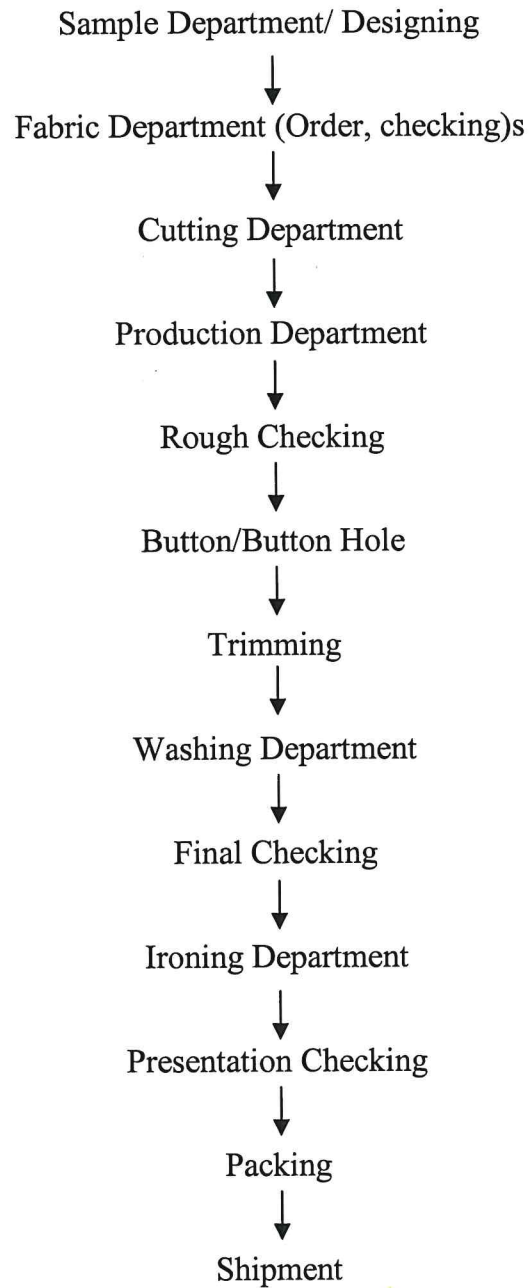 Sample Department/ Designing
Fabric Department (Order, checking)s
Cutting Department
Production Department
Rough Checking
Button/Button Hole
Trimming
Washing Department
Final Checking
Ironing Department
Presentation Checking
Packing
Shipment